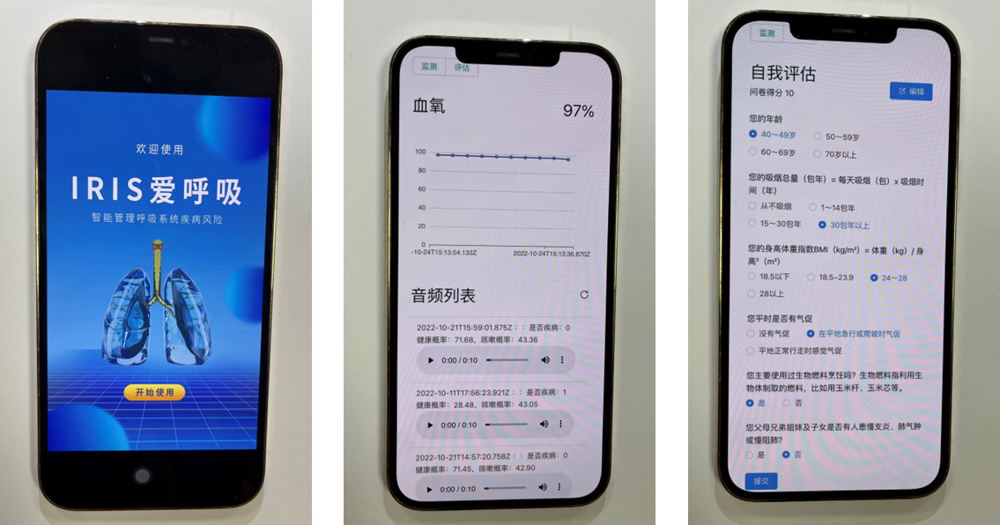 欢迎使用
IRIS爱呼吸
智能管理呼吸系统疾病风险
开始使用
监测 评估
血氧
97%
100
80
60
40
20
0
-10-24T15:13:54.133Z 2022-10-24T15:13:36.870Z
音频列表
2022-10-21T15:59:01.875Z : : 是否疾病: 0
健康概率: 71.68, 咳嗽概率: 43.36
0:00 / 0:10
2022-10-11T17:56:23.921Z : : 是否疾病: 1
健康概率: 28.48, 咳嗽概率: 43.05
0:00 / 0:10
2022-10-21T14:57:20.758Z : : 是否疾病: 0
健康概率: 71.45, 咳嗽概率: 42.90
0:00 / 0:10
监测
自我评估
问卷得分 10
编辑
您的年龄
40～49岁 50～59岁
60～69岁 70岁以上
您的吸烟总量（包年）= 每天吸烟（包）x 吸烟时
间（年）
从不吸烟 1～14包年
15～30包年 30包年以上
您的身高体重指数BMI（kg/m²）= 体重（kg）/ 身
高²（m²）
18.5以下 18.5~23.9 24～28
28以上
您平时是否有气促
没有气促 在平地急行或爬坡时气促
平地正常行走时感觉气促
您主要使用过生物燃料烹饪吗？生物燃料指利用生
物体制取的燃料，比如用玉米杆、玉米芯等。
是 否
您父母兄弟姐妹及子女是否有人患慢支炎、肺气肿
或慢阻肺?
是 否
提交